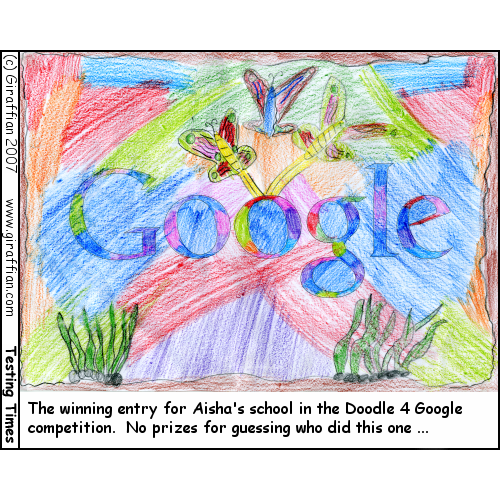 (c) Giraffian 2007 www.giraffian.com
Testing Times
Google
The winning entry for Aisha's school in the Doodle 4 Google
competition. No prizes for guessing who did this one ...